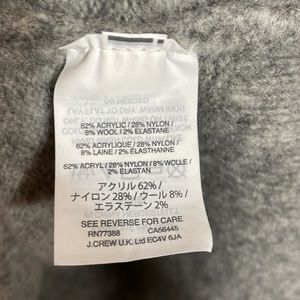 62% ACRYLIC / 28% NYLON /
8% WOOL / 2% ELASTANE
62% ACRYLIQUE / 28% NYLON /
8% LAINE / 2% ÉLASTHANNE
62% ACRYL / 28% NYLON / 8% WOLLE /
2% ELASTAN
アクリル 62% /
ナイロン 28% / ウール 8% /
エラステーン 2%
SEE REVERSE FOR CARE
RN77388 CA56445
J.CREW U.K. Ltd EC4V 6JA